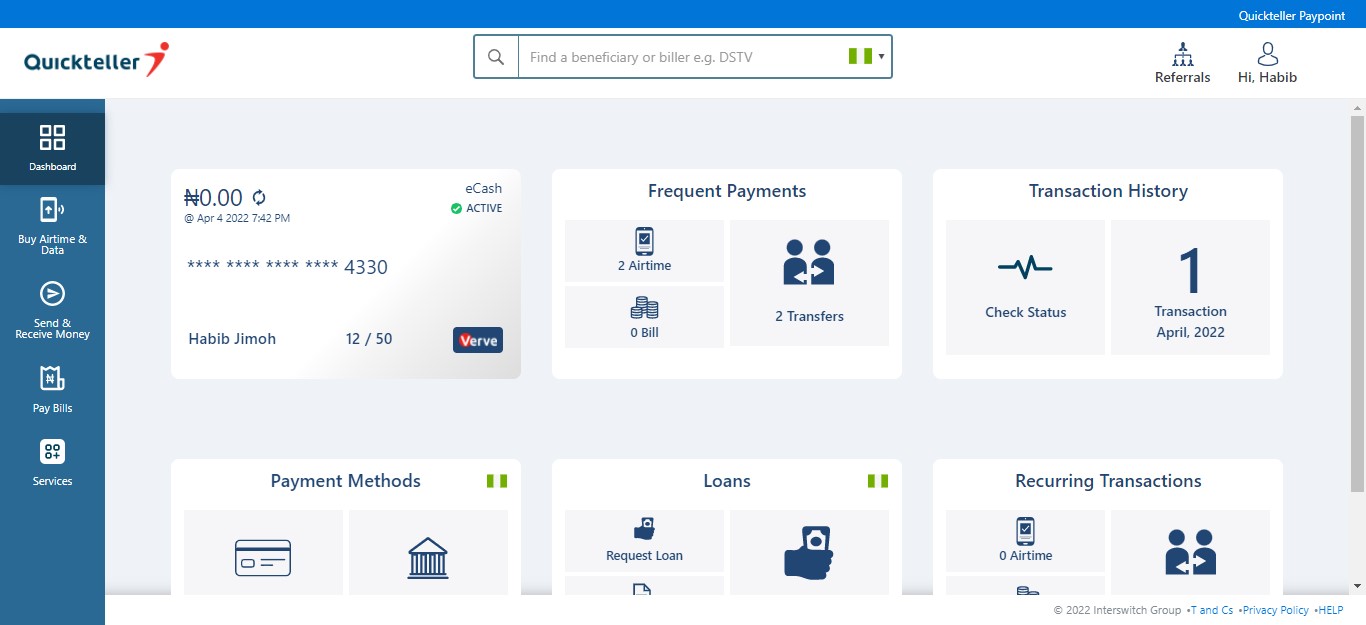 Quickteller Paypoint
Quickteller
Find a beneficiary or biller e.g. DSTV
Referrals
Hi, Habib
Dashboard
Buy Airtime &
Data
Send &
Receive Money
Pay Bills
Services
₦0.00
@ Apr 4 2022 7:42 PM
eCash
ACTIVE
**** **** **** **** 4330
Habib Jimoh
12 / 50
Verve
Frequent Payments
2 Airtime
0 Bill
2 Transfers
Transaction History
Check Status
1
Transaction
April, 2022
Payment Methods
Loans
Request Loan
Recurring Transactions
0 Airtime
© 2022 Interswitch Group •T and Cs •Privacy Policy •HELP